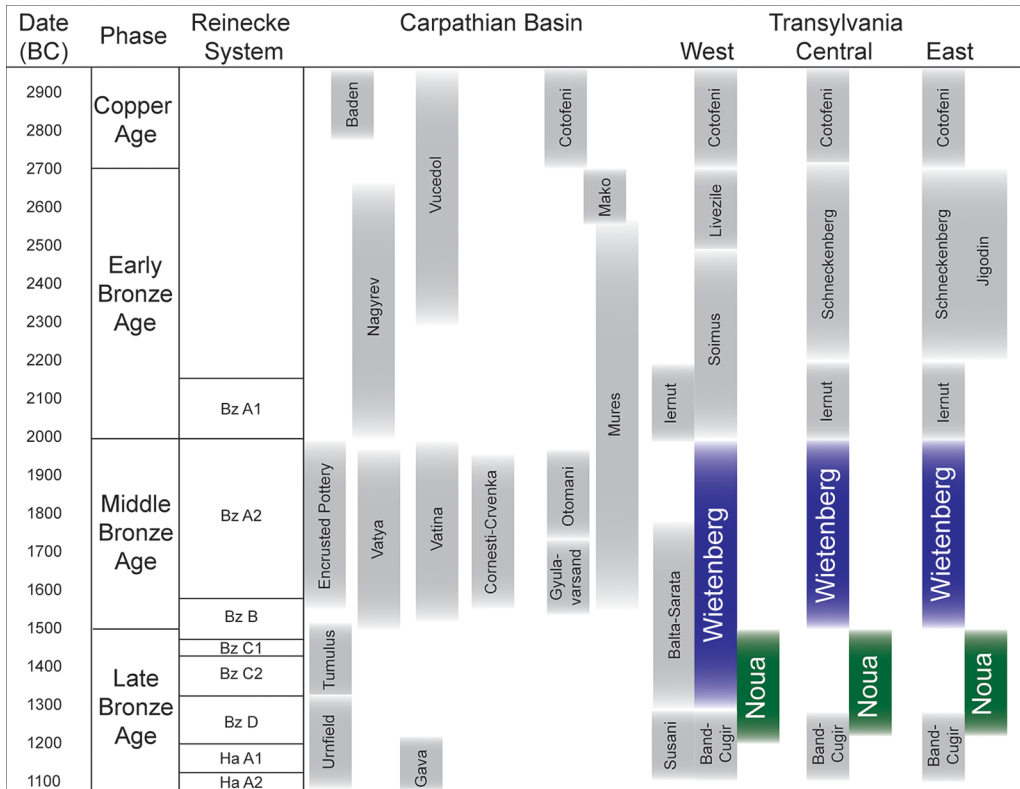 Date
(BC)
Phase
Reinecke
System
Carpathian Basin
Transylvania
West
Central
East
2900
2800
2700
2600
2500
2400
2300
2200
2100
2000
1900
1800
1700
1600
1500
1400
1300
1200
1100
Copper
Age
Early
Bronze
Age
Middle
Bronze
Age
Late
Bronze
Age
Bz A1
Bz A2
Bz B
Bz C1
Bz C2
Bz D
Ha A1
Ha A2
Baden
Nagyrev
Vucedol
Cotofeni
Mako
Mures
Encrusted Pottery
Vatya
Vatina
Cornesti-Crvenka
Otomani
Gyula-
varsand
Tumulus
Urnfield
Gava
Cotofeni
Livezile
Soimus
Iernut
Wietenberg
Balta-Sarata
Susani
Band-
Cugir
Noua
Cotofeni
Schneckenberg
Iernut
Wietenberg
Noua
Band-
Cugir
Cotofeni
Schneckenberg
Jigodin
Iernut
Wietenberg
Noua
Band-
Cugir